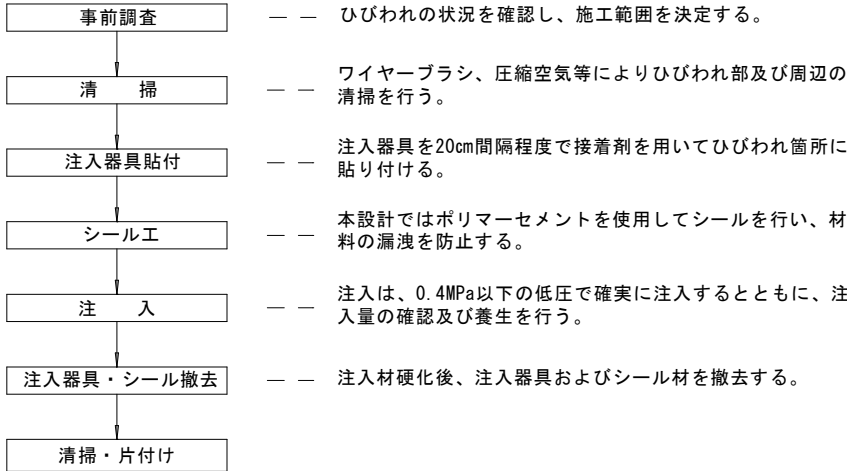 事前調査 — — ひびわれの状況を確認し、施工範囲を決定する。
清　　掃 — — ワイヤーブラシ、圧縮空気等によりひびわれ部及び周辺の
清掃を行う。
注入器具貼付 — — 注入器具を20㎝間隔程度で接着剤を用いてひびわれ箇所に
貼り付ける。
シール工 — — 本設計ではポリマーセメントを使用してシールを行い、材
料の漏洩を防止する。
注　　入 — — 注入は、0.4MPa以下の低圧で確実に注入するとともに、注
入量の確認及び養生を行う。
注入器具・シール撤去 — — 注入材硬化後、注入器具およびシール材を撤去する。
清掃・片付け